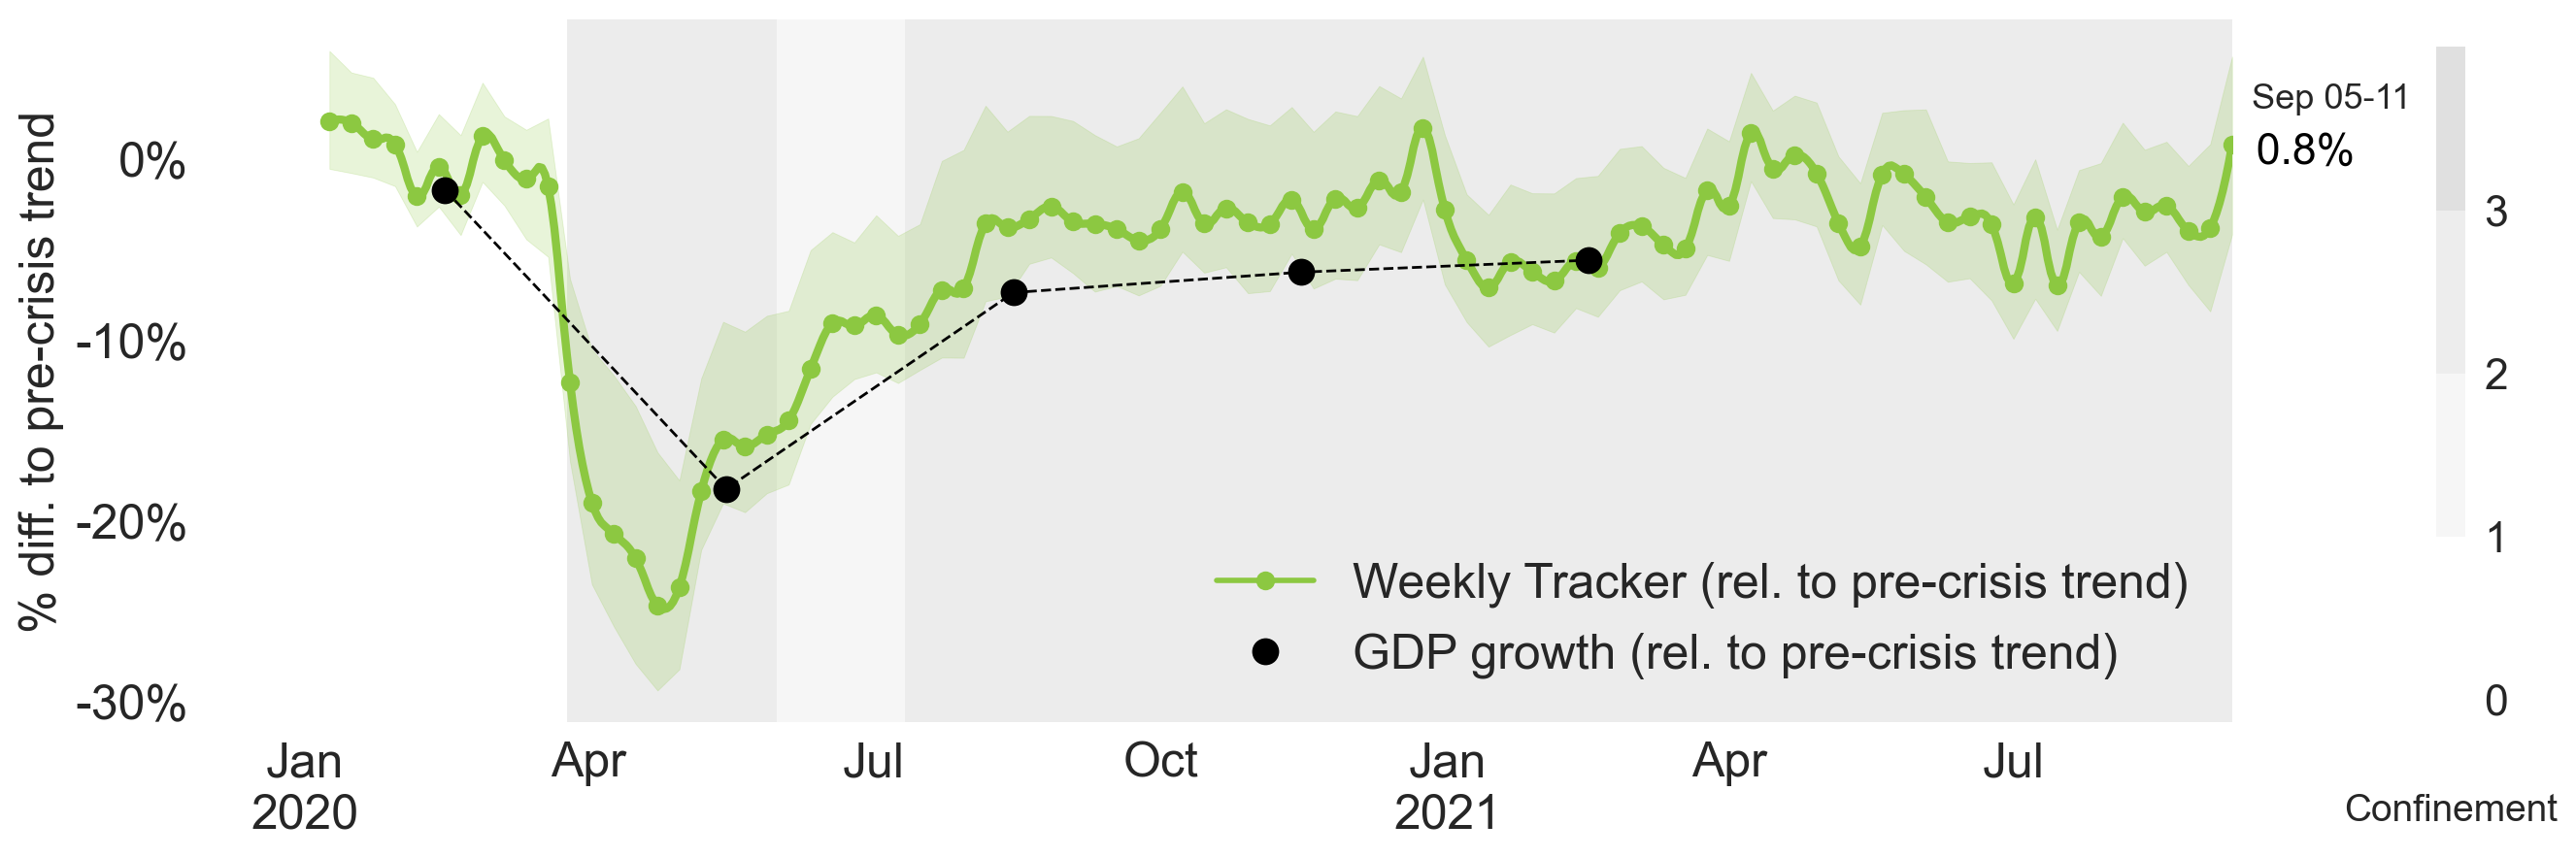 % diff. to pre-crisis trend
0%
-10%
-20%
-30%
Jan
2020
Apr
Jul
Oct
Jan
2021
Apr
Jul
Weekly Tracker (rel. to pre-crisis trend)
GDP growth (rel. to pre-crisis trend)
Sep 05-11
0.8%
3
2
1
0
Confinement